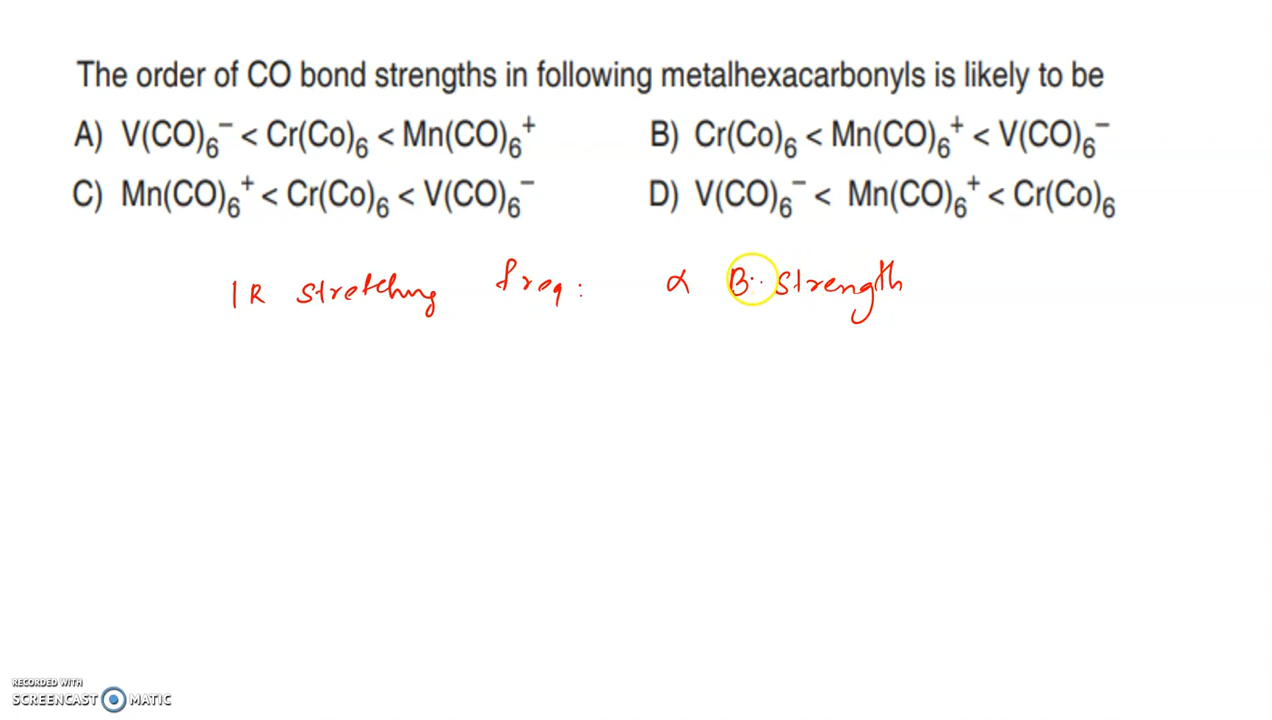 The order of CO bond strengths in following metalhexacarbonyls is likely to be
A) V(CO)₆⁻ < Cr(Co)₆ < Mn(CO)₆⁺ B) Cr(Co)₆ < Mn(CO)₆⁺ < V(CO)₆⁻
C) Mn(CO)₆⁺ < Cr(Co)₆ < V(CO)₆⁻ D) V(CO)₆⁻ < Mn(CO)₆⁺ < Cr(Co)₆
IR stretching freq: α B·· strength
RECORDED WITH
SCREENCAST MATIC